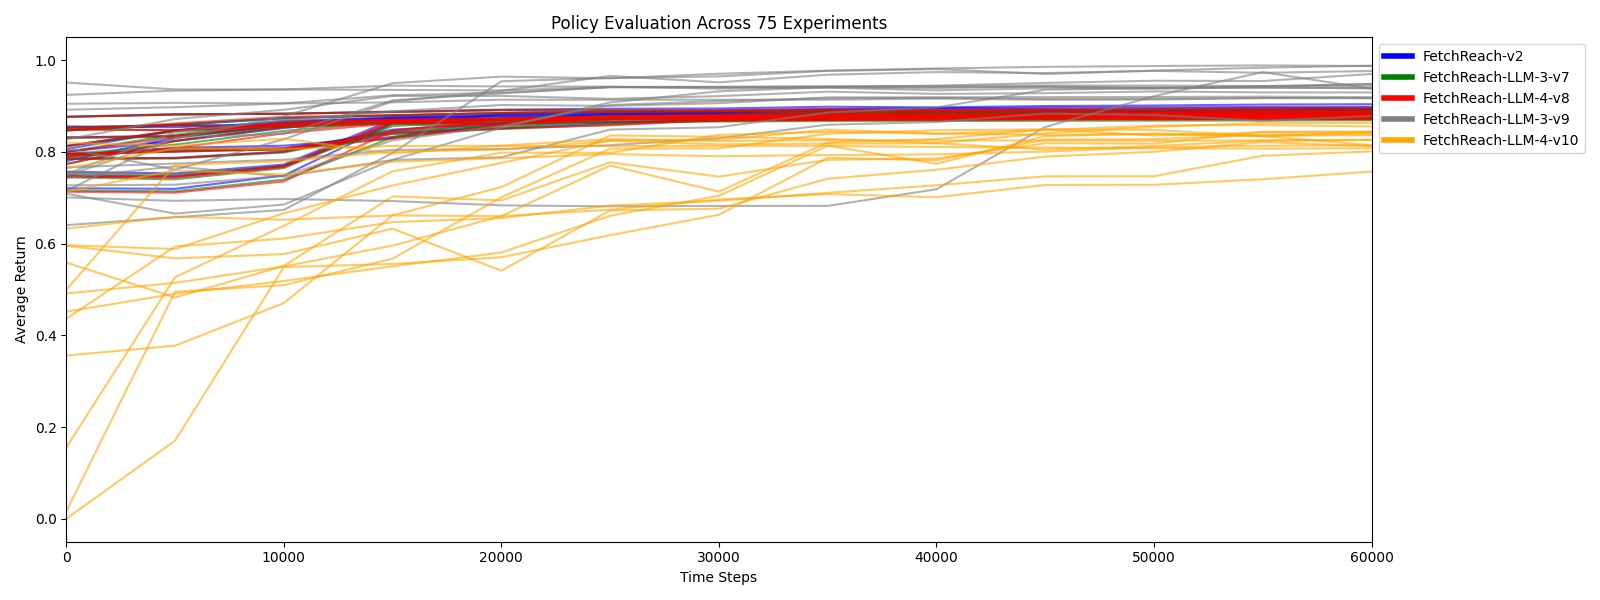 Policy Evaluation Across 75 Experiments
1.0
0.8
0.6
0.4
0.2
0.0
Average Return
0 10000 20000 30000 40000 50000 60000
Time Steps
FetchReach-v2
FetchReach-LLM-3-v7
FetchReach-LLM-4-v8
FetchReach-LLM-3-v9
FetchReach-LLM-4-v10